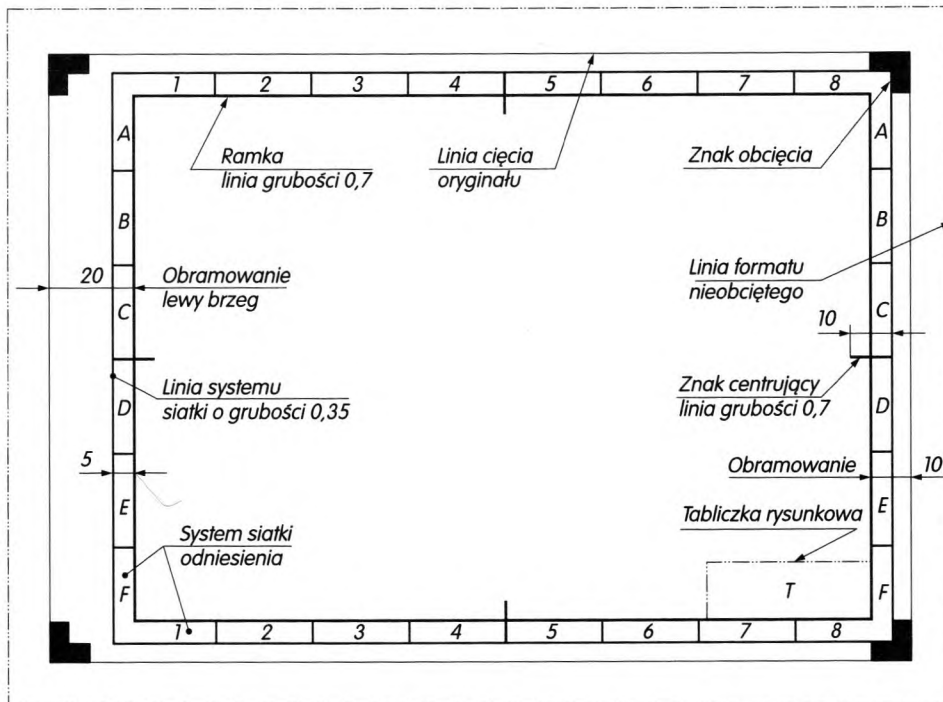 1 2 3 4 5 6 7 8
A A
Ramka
linia grubości 0,7
Linia cięcia
oryginału
Znak obcięcia
B B
20 Obramowanie
lewy brzeg
Linia formatu
nieobciętego
C C
10
Linia systemu
siatki o grubości 0,35
Znak centrujący
linia grubości 0,7
D D
5
Obramowanie 10
E E
System siatki
odniesienia
Tabliczka rysunkowa
F T F
1 2 3 4 5 6 7 8